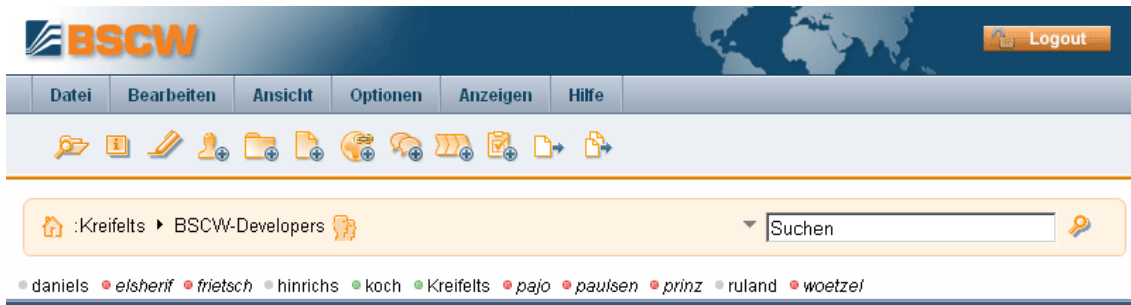 BSCW
Logout
Datei Bearbeiten Ansicht Optionen Anzeigen Hilfe
:Kreifelts BSCW-Developers Suchen
daniels elsherif frietsch hinrichs koch Kreifelts pajo paulsen prinz ruland woetzel